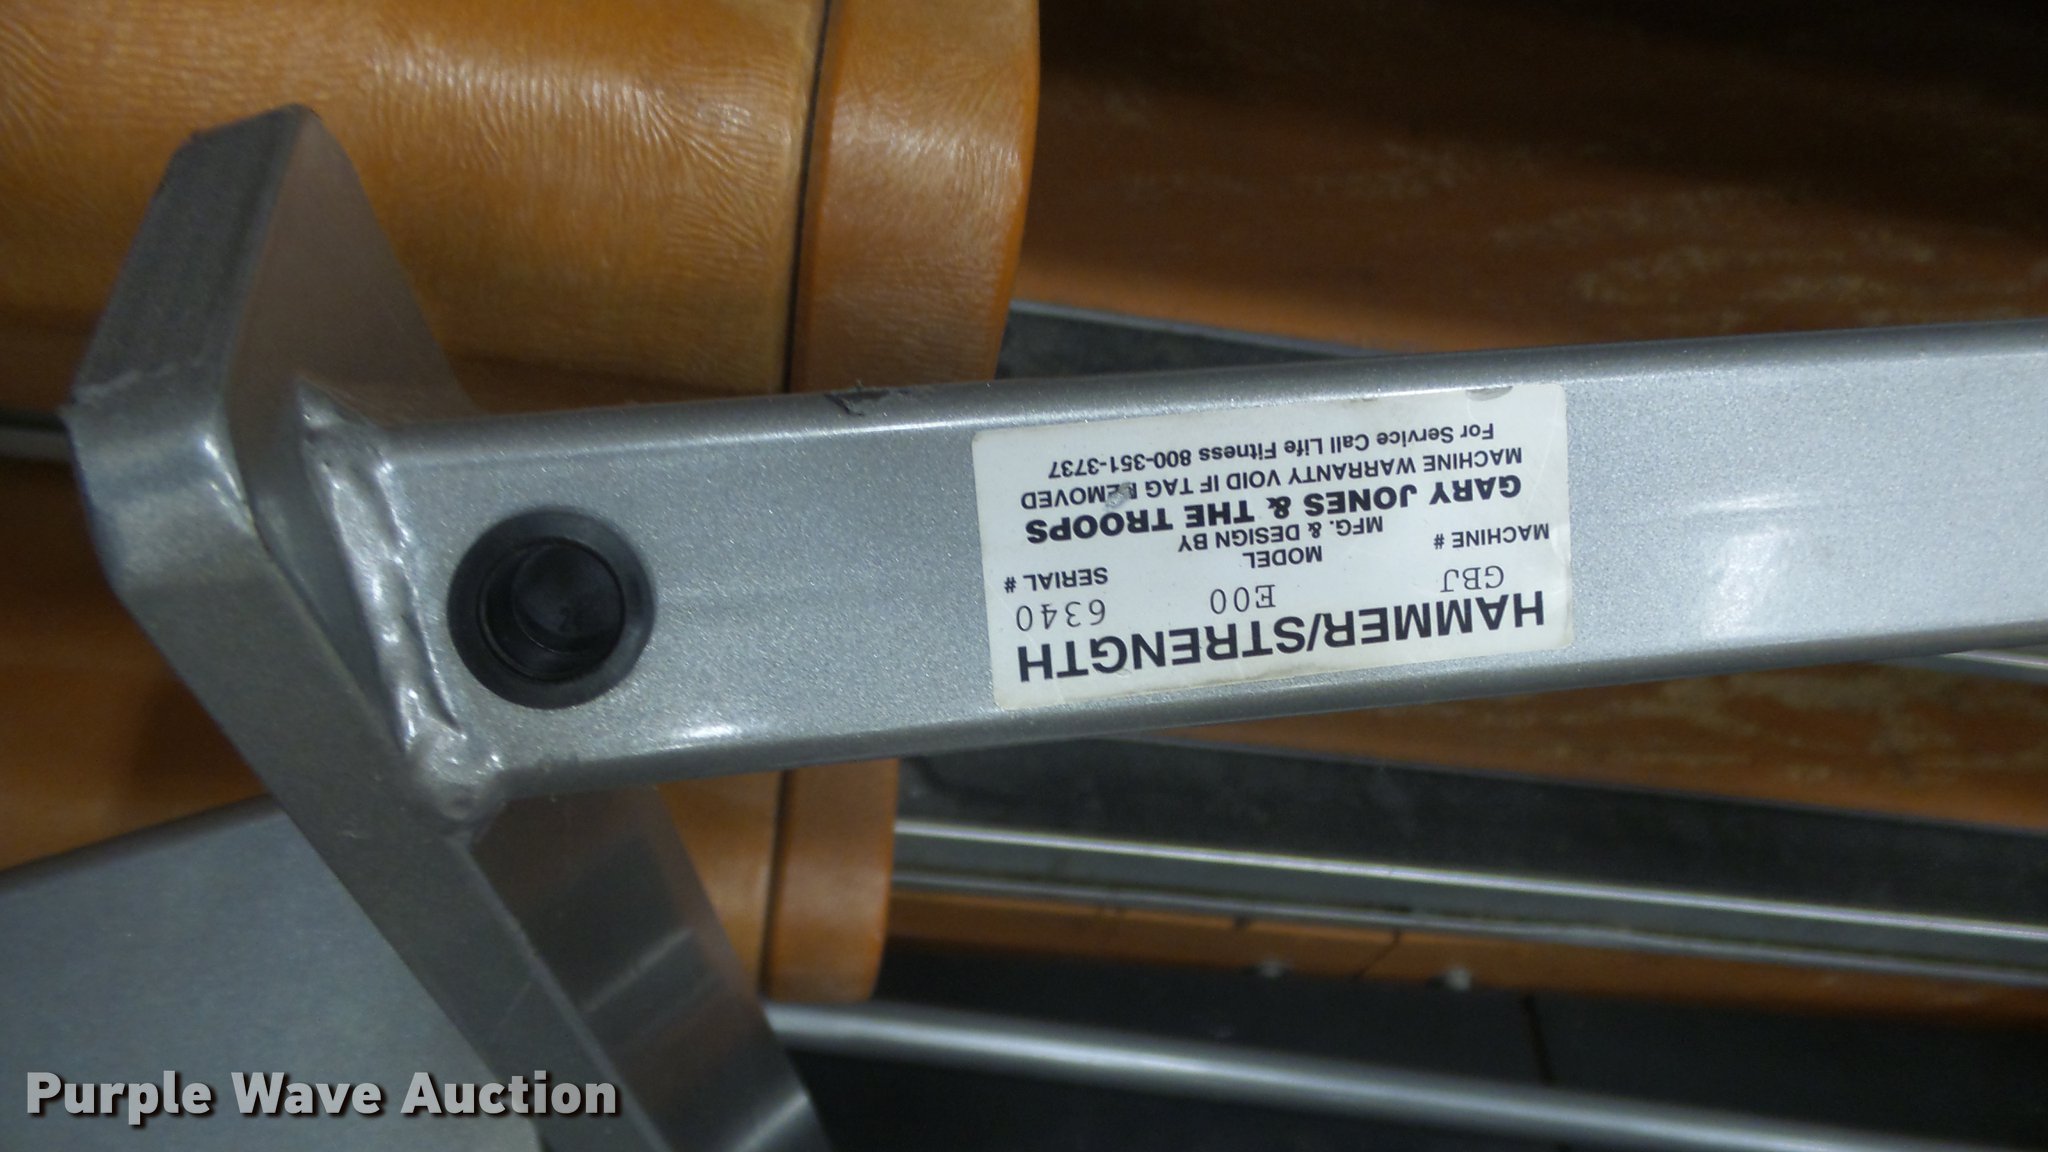 HAMMER/STRENGTH
GBJ E00 6340
MACHINE # MODEL SERIAL #
MFG. & DESIGN BY
GARY JONES & THE TROOPS
MACHINE WARRANTY VOID IF TAG REMOVED
For Service Call Life Fitness 800-351-3737
Purple Wave Auction